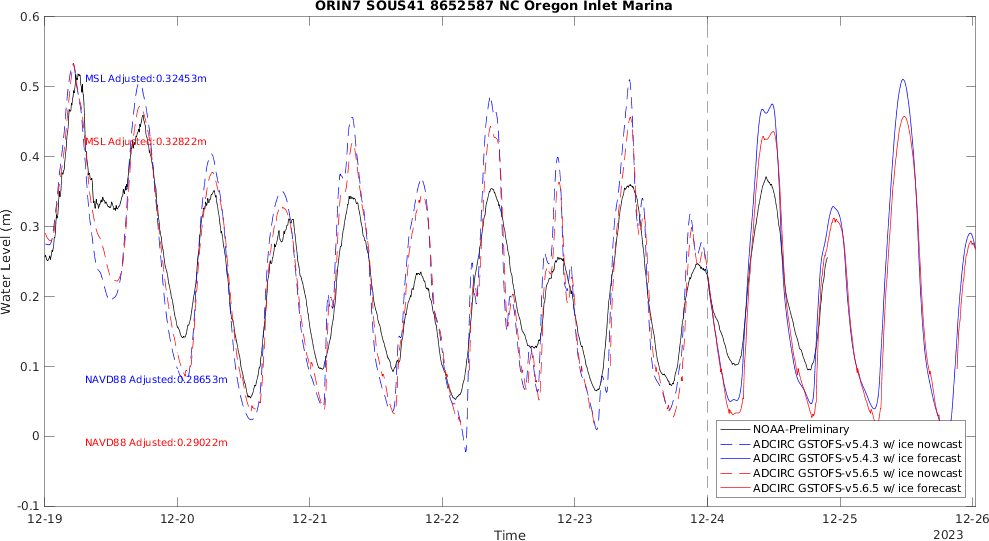 ORIN7 SOUS41 8652587 NC Oregon Inlet Marina
0.6
0.5
0.4
0.3
0.2
0.1
0
-0.1
Water Level (m)
MSL Adjusted:0.32453m
MSL Adjusted:0.32822m
NAVD88 Adjusted:0.28653m
NAVD88 Adjusted:0.29022m
NOAA-Preliminary
ADCIRC GSTOFS-v5.4.3 w/ ice nowcast
ADCIRC GSTOFS-v5.4.3 w/ ice forecast
ADCIRC GSTOFS-v5.6.5 w/ ice nowcast
ADCIRC GSTOFS-v5.6.5 w/ ice forecast
12-19 12-20 12-21 12-22 12-23 12-24 12-25 12-26
Time
2023